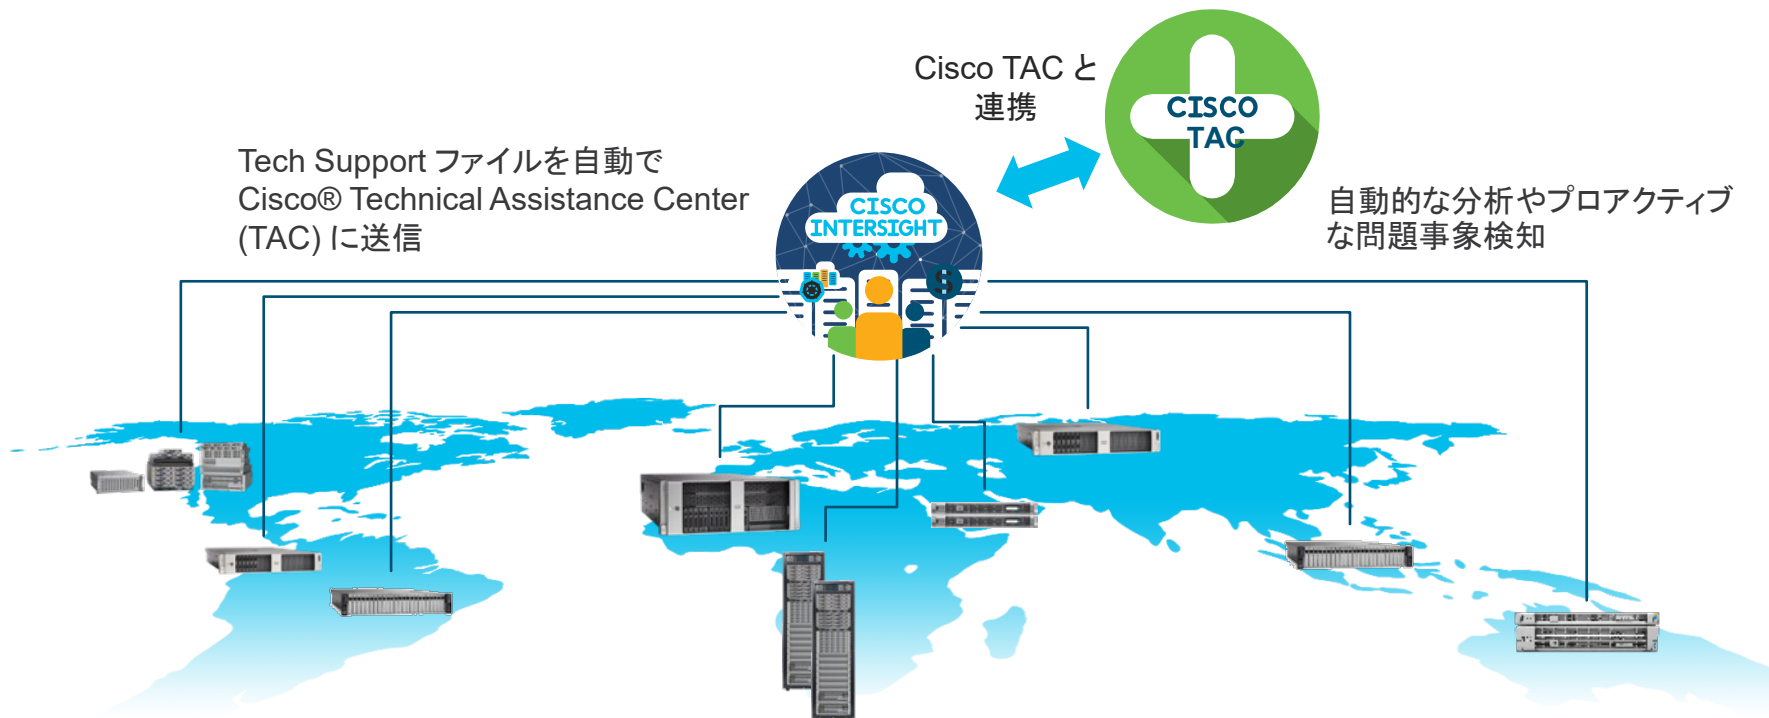 Cisco TAC と
連携
CISCO
TAC
Tech Support ファイルを自動で
Cisco® Technical Assistance Center
(TAC) に送信
CISCO
INTERSIGHT
自動的な分析やプロアクティブ
な問題事象検知
$